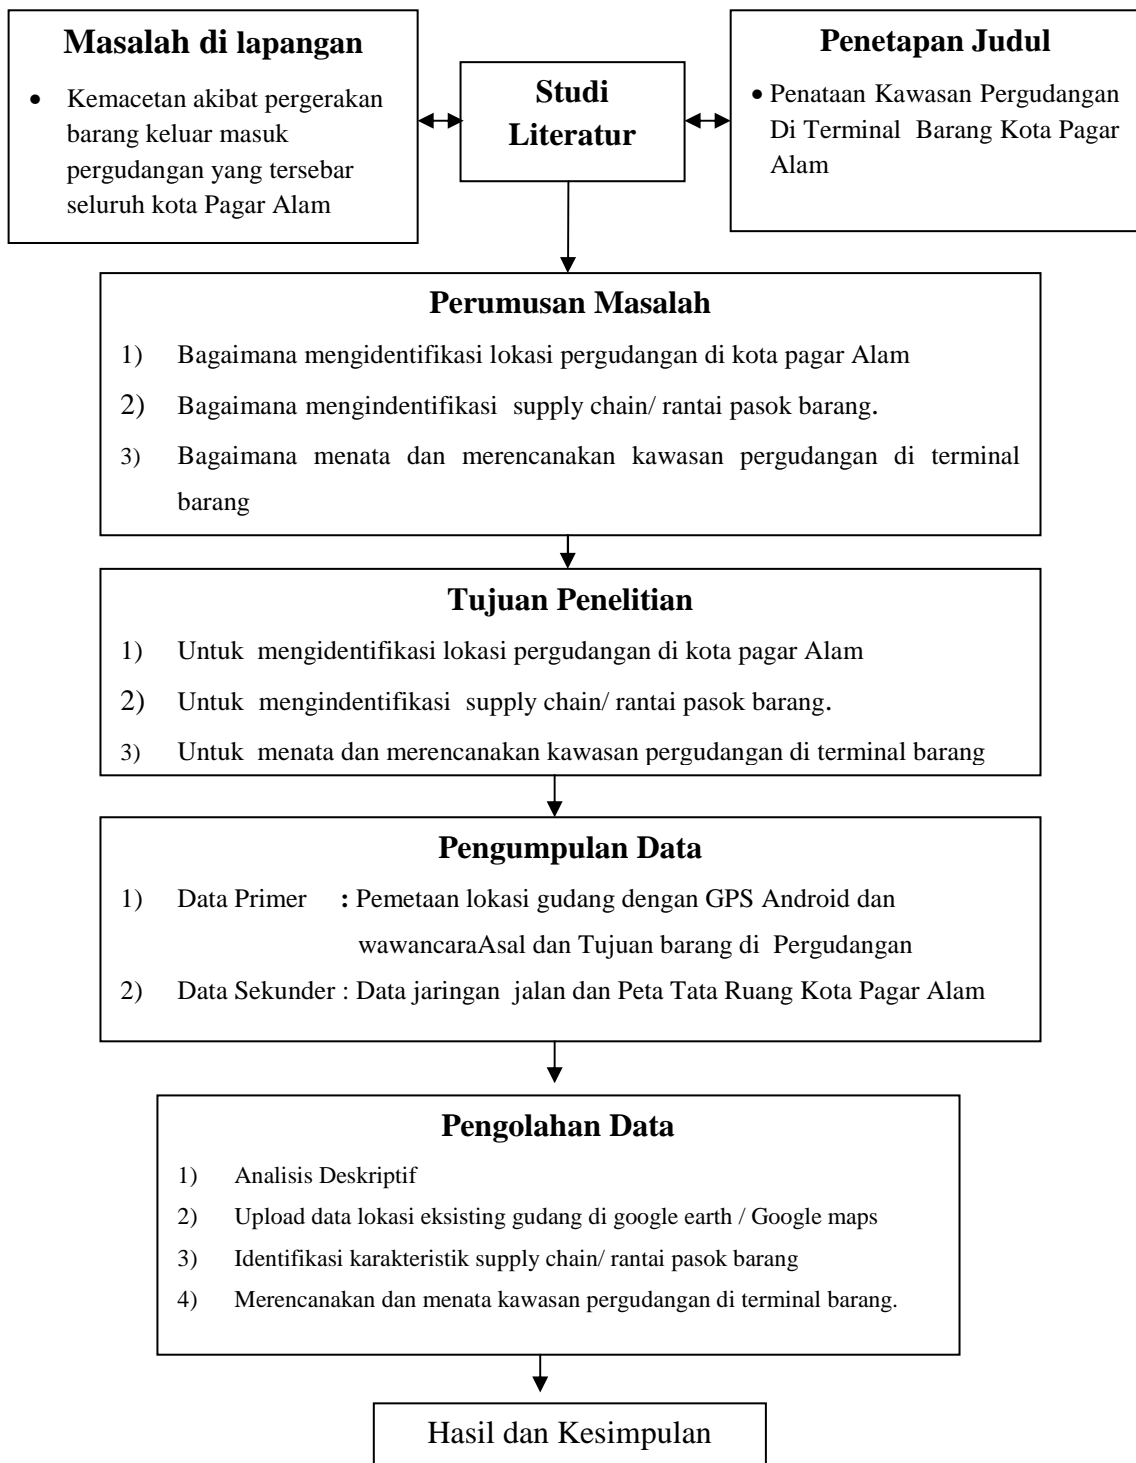 Masalah di lapangan
• Kemacetan akibat pergerakan
barang keluar masuk
pergudangan yang tersebar
seluruh kota Pagar Alam
Studi
Literatur
Penetapan Judul
• Penataan Kawasan Pergudangan
Di Terminal Barang Kota Pagar
Alam
Perumusan Masalah
1) Bagaimana mengidentifikasi lokasi pergudangan di kota pagar Alam
2) Bagaimana mengindentifikasi supply chain/ rantai pasok barang.
3) Bagaimana menata dan merencanakan kawasan pergudangan di terminal
barang
Tujuan Penelitian
1) Untuk mengidentifikasi lokasi pergudangan di kota pagar Alam
2) Untuk mengindentifikasi supply chain/ rantai pasok barang.
3) Untuk menata dan merencanakan kawasan pergudangan di terminal barang
Pengumpulan Data
1) Data Primer : Pemetaan lokasi gudang dengan GPS Android dan
wawancaraAsal dan Tujuan barang di Pergudangan
2) Data Sekunder : Data jaringan jalan dan Peta Tata Ruang Kota Pagar Alam
Pengolahan Data
1) Analisis Deskriptif
2) Upload data lokasi eksisting gudang di google earth / Google maps
3) Identifikasi karakteristik supply chain/ rantai pasok barang
4) Merencanakan dan menata kawasan pergudangan di terminal barang.
Hasil dan Kesimpulan